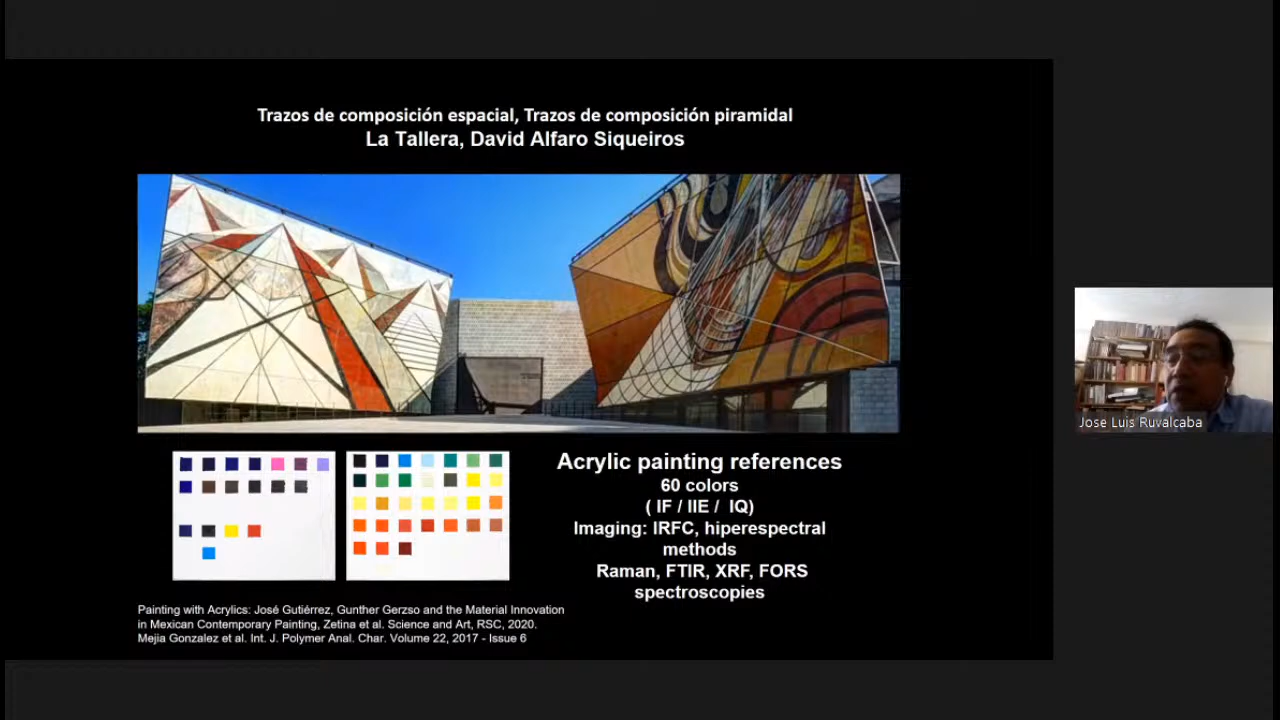 Trazos de composición espacial, Trazos de composición piramidal
La Tallera, David Alfaro Siqueiros
Acrylic painting references
60 colors
( IF / IIE /  IQ)
Imaging: IRFC, hiperespectral
methods
Raman, FTIR, XRF, FORS
spectroscopies
Painting with Acrylics: José Gutiérrez, Gunther Gerzso and the Material Innovation
in Mexican Contemporary Painting, Zetina et al. Science and Art, RSC, 2020.
Mejia Gonzalez et al. Int. J. Polymer Anal. Char. Volume 22, 2017 - Issue 6
Jose Luis Ruvalcaba